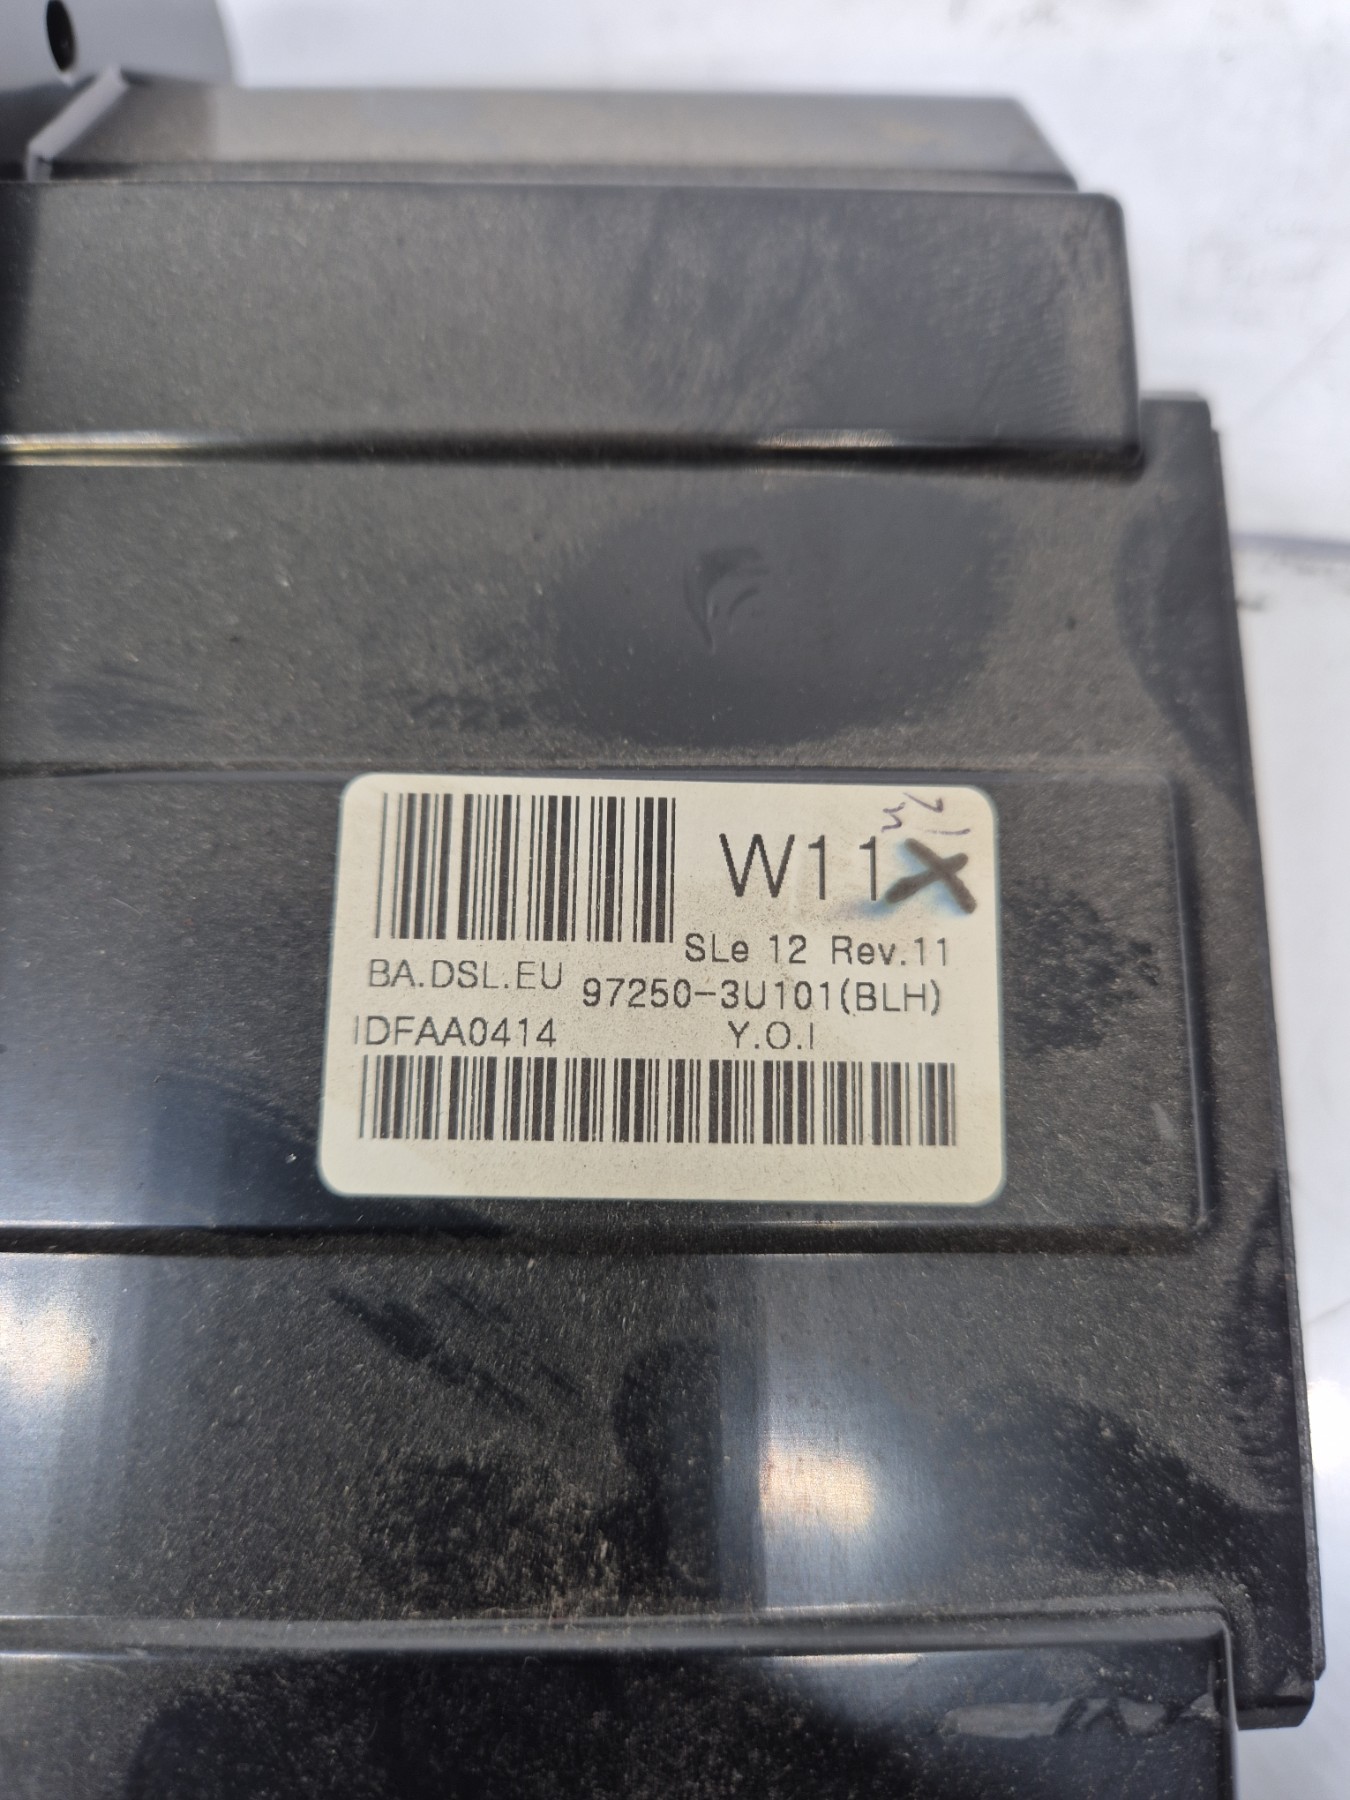 W11
SLe 12 Rev.11
BA.DSL.EU
97250-3U101(BLH)
IDFAA0414
Y.O.I